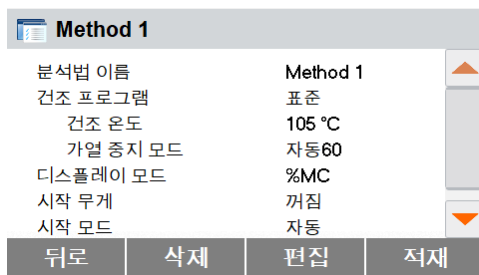 Method 1
분석법 이름 Method 1
건조 프로그램 표준
건조 온도 105 °C
가열 중지 모드 자동60
디스플레이 모드 %MC
시작 무게 꺼짐
시작 모드 자동
뒤로 삭제 편집 적재